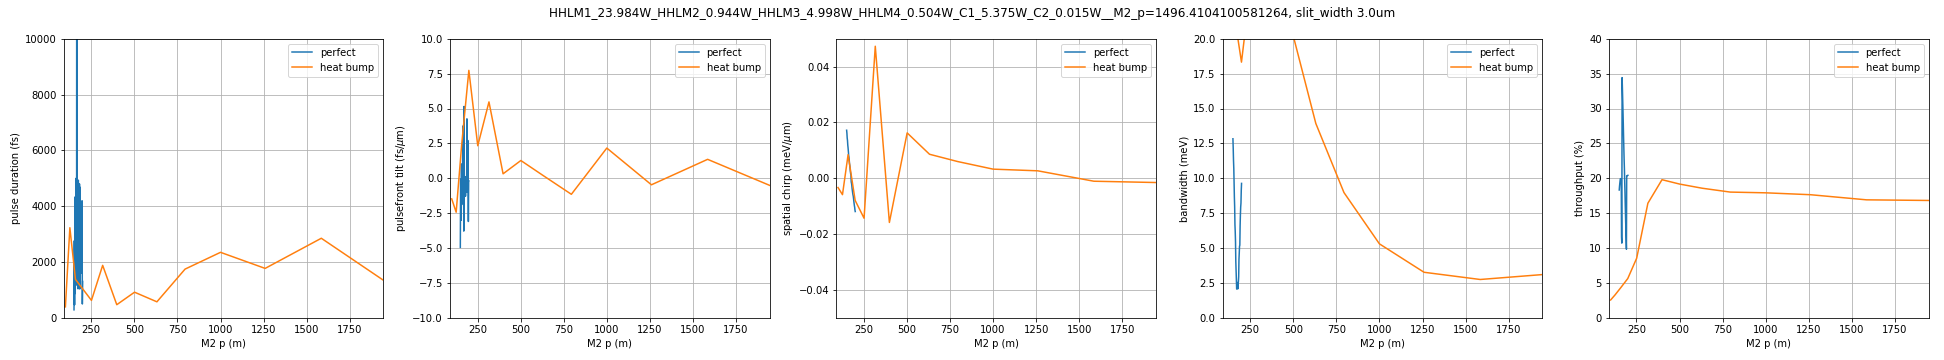 HHLM1_23.984W_HHLM2_0.944W_HHLM3_4.998W_HHLM4_0.504W_C1_5.375W_C2_0.015W__M2_p=1496.4104100581264, slit_width 3.0um
pulse duration (fs)
10000
8000
6000
4000
2000
0
perfect
heat bump
250 500 750 1000 1250 1500 1750
M2 p (m)
pulsefront tilt (fs/μm)
10.0
7.5
5.0
2.5
0.0
−2.5
−5.0
−7.5
−10.0
perfect
heat bump
250 500 750 1000 1250 1500 1750
M2 p (m)
spatial chirp (meV/μm)
0.04
0.02
0.00
−0.02
−0.04
perfect
heat bump
250 500 750 1000 1250 1500 1750
M2 p (m)
bandwidth (meV)
20.0
17.5
15.0
12.5
10.0
7.5
5.0
2.5
0.0
perfect
heat bump
250 500 750 1000 1250 1500 1750
M2 p (m)
throughput (%)
40
35
30
25
20
15
10
5
0
perfect
heat bump
250 500 750 1000 1250 1500 1750
M2 p (m)